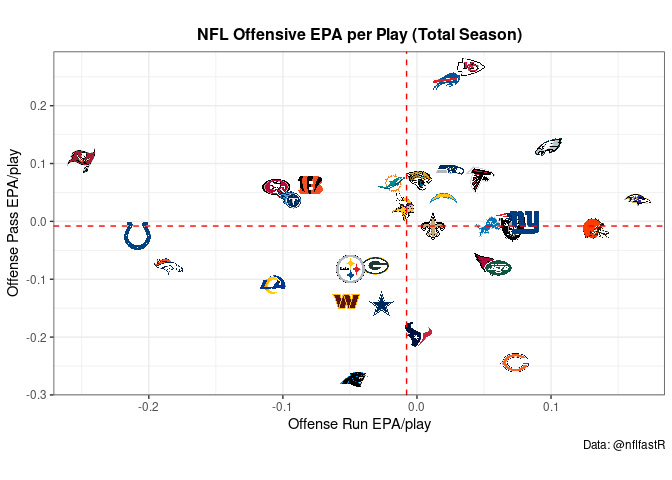 NFL Offensive EPA per Play (Total Season)
Offense Pass EPA/play
0.2
0.1
0.0
-0.1
-0.2
-0.3
-0.2
-0.1
0.0
0.1
Offense Run EPA/play
Data: @nflfastR